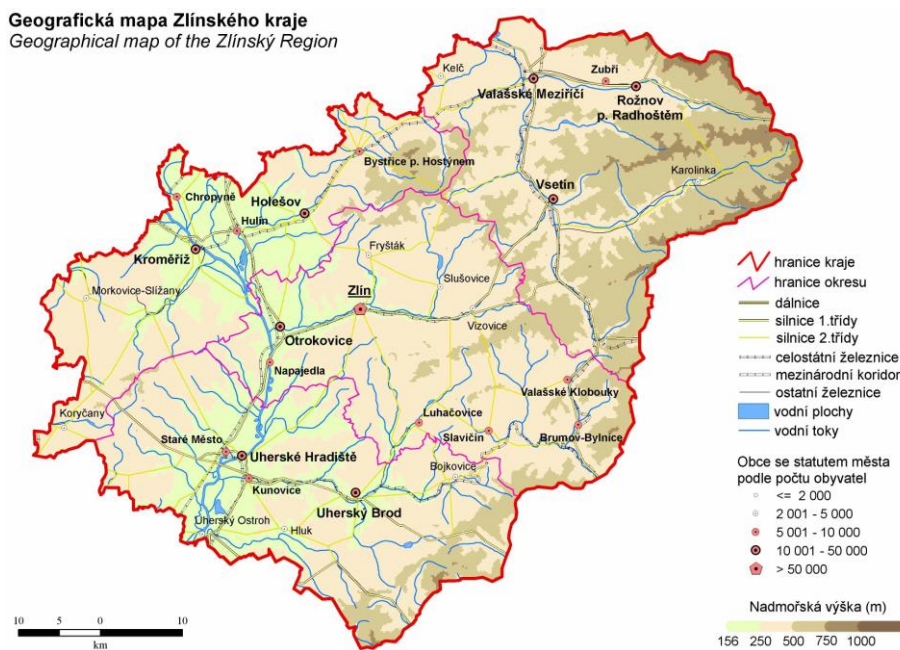 Geografická mapa Zlínského kraje
Geographical map of the Zlínský Region
Kelč
Zubří
Valašské Meziříčí
Rožnov
p. Radhoštěm
Bystřice p. Hostýnem
Karolinka
Vsetín
Chropyně
Holešov
Hulín
Kroměříž
Fryšták
Slušovice
Morkovice-Slížany
Zlín
Vizovice
Otrokovice
Napajedla
Valašské Klobouky
Koryčany
Luhačovice
Staré Město
Slavičín
Brumov-Bylnice
Uherské Hradiště
Bojkovice
Kunovice
Uherský Brod
Uherský Ostroh
Hluk
hranice kraje
hranice okresu
dálnice
silnice 1.třídy
silnice 2.třídy
celostátní železnice
mezinárodní koridor
ostatní železnice
vodní plochy
vodní toky
Obce se statutem města
podle počtu obyvatel
<= 2 000
2 001 - 5 000
5 001 - 10 000
10 001 - 50 000
> 50 000
Nadmořská výška (m)
156 250 500 750 1000
10 5 0 10
km